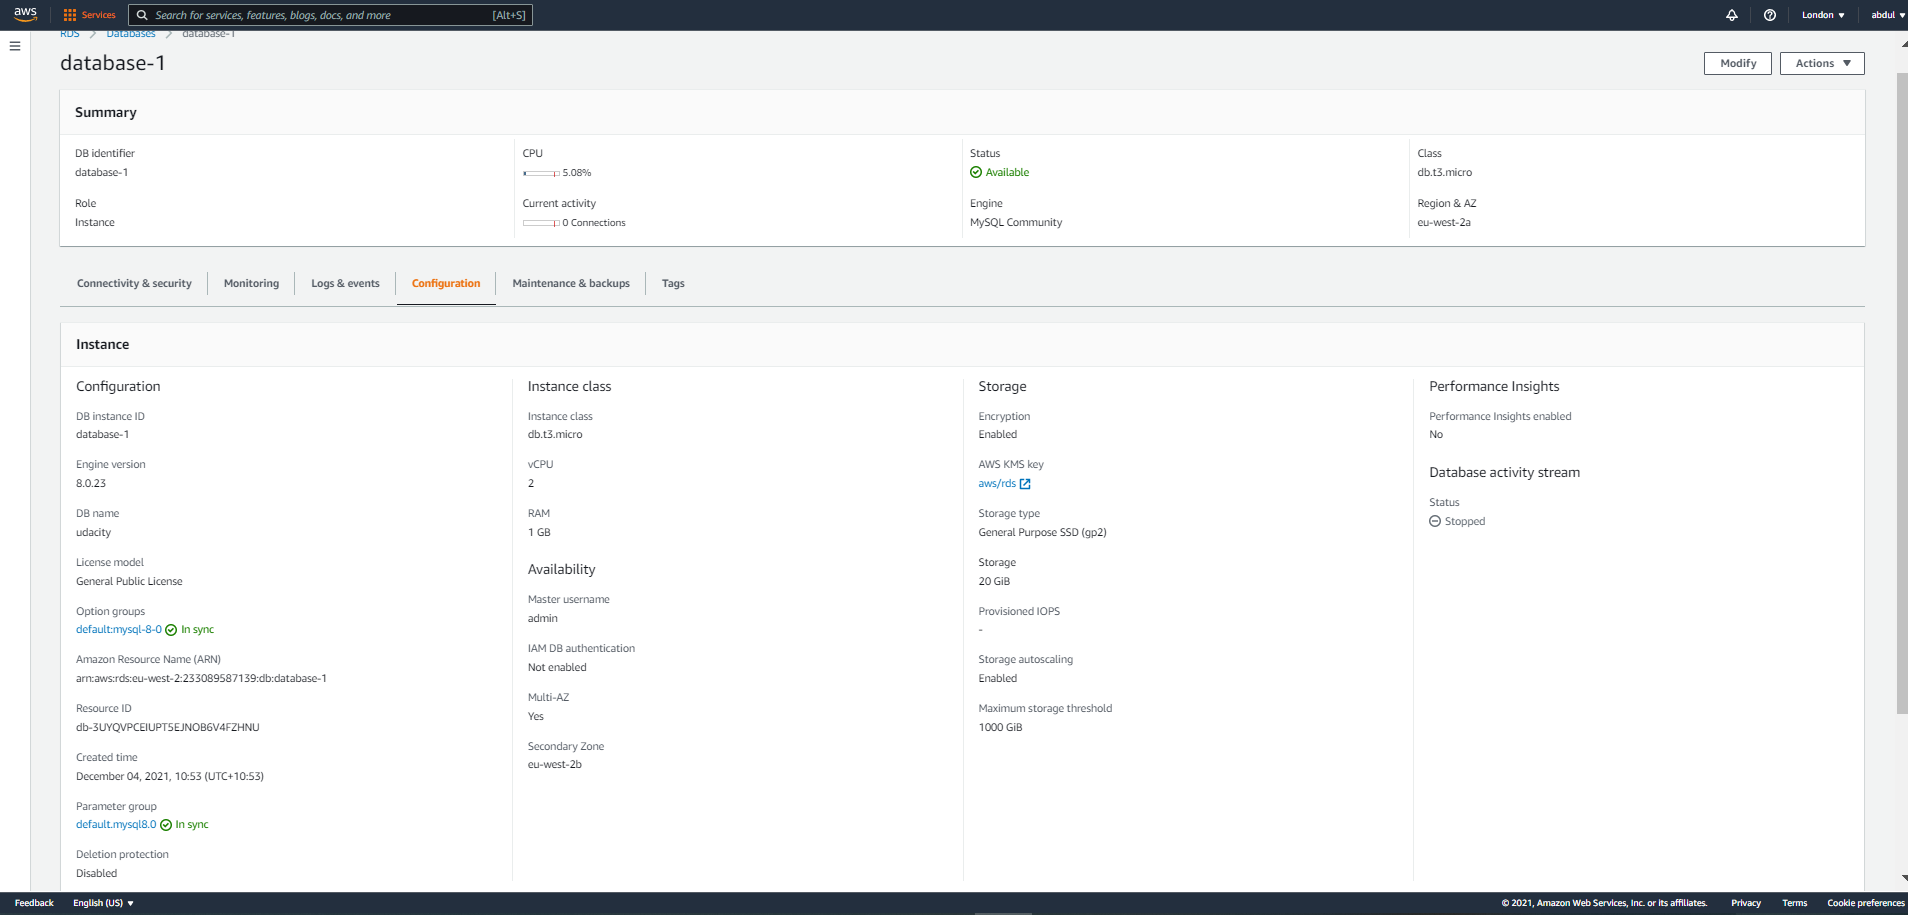 aws
Services
Search for services, features, blogs, docs, and more
[Alt+S]
London
abdul
RDS
Databases
database-1
database-1
Modify
Actions
Summary
DB identifier
database-1
CPU
5.08%
Status
Available
Class
db.t3.micro
Role
Instance
Current activity
0 Connections
Engine
MySQL Community
Region & AZ
eu-west-2a
Connectivity & security
Monitoring
Logs & events
Configuration
Maintenance & backups
Tags
Instance
Configuration
DB instance ID
database-1
Engine version
8.0.23
DB name
udacity
License model
General Public License
Option groups
default:mysql-8-0 In sync
Amazon Resource Name (ARN)
arn:aws:rds:eu-west-2:233089587139:db:database-1
Resource ID
db-3UYQVPCEIUPT5EJNOB6V4FZHNU
Created time
December 04, 2021, 10:53 (UTC+10:53)
Parameter group
default.mysql8.0 In sync
Deletion protection
Disabled
Instance class
Instance class
db.t3.micro
vCPU
2
RAM
1 GB
Availability
Master username
admin
IAM DB authentication
Not enabled
Multi-AZ
Yes
Secondary Zone
eu-west-2b
Storage
Encryption
Enabled
AWS KMS key
aws/rds
Storage type
General Purpose SSD (gp2)
Storage
20 GiB
Provisioned IOPS
-
Storage autoscaling
Enabled
Maximum storage threshold
1000 GiB
Performance Insights
Performance Insights enabled
No
Database activity stream
Status
Stopped
Feedback
English (US)
© 2021, Amazon Web Services, Inc. or its affiliates.
Privacy
Terms
Cookie preferences